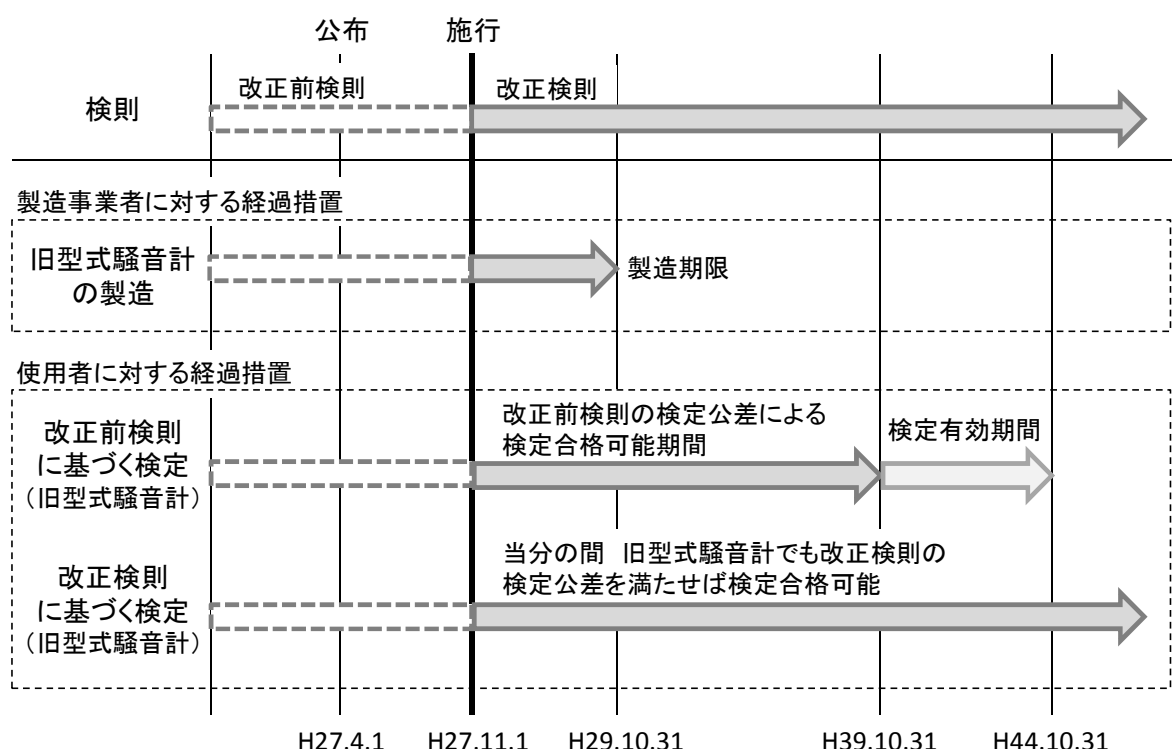 公布
施行
改正前検則
改正検則
検則
製造事業者に対する経過措置
旧型式騒音計
の製造
製造期限
使用者に対する経過措置
改正前検則
に基づく検定
（旧型式騒音計）
改正前検則の検定公差による
検定合格可能期間
検定有効期間
改正検則
に基づく検定
（旧型式騒音計）
当分の間　旧型式騒音計でも改正検則の
検定公差を満たせば検定合格可能
H27.4.1
H27.11.1
H29.10.31
H39.10.31
H44.10.31